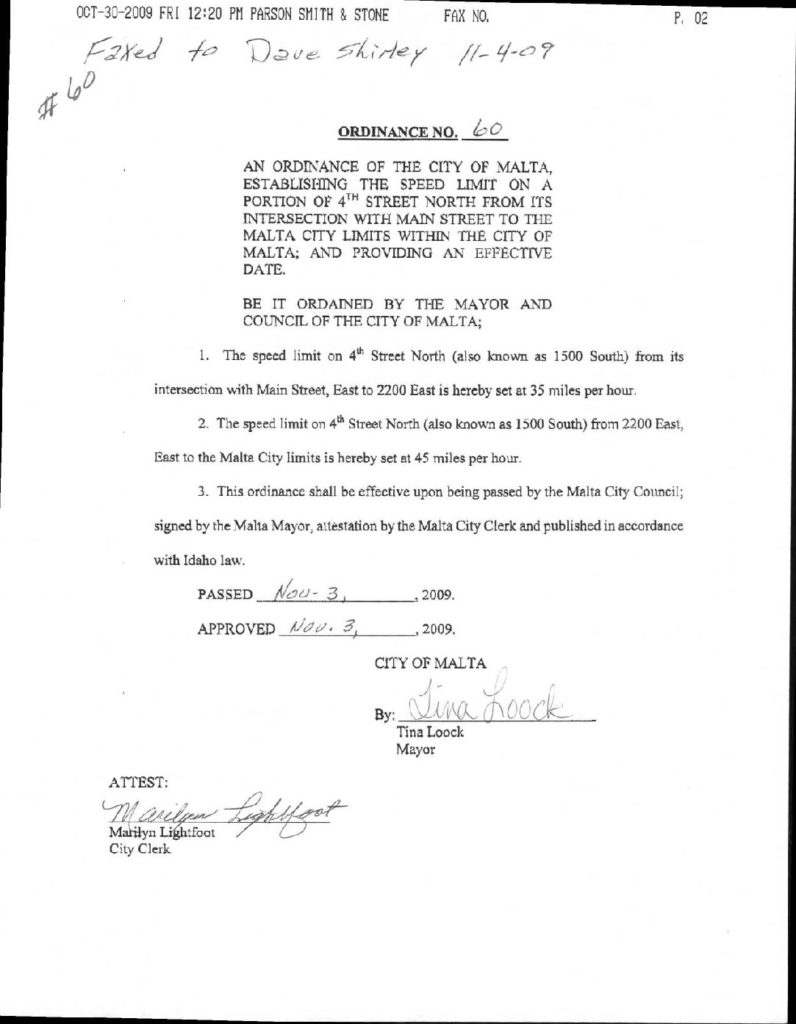 OCT-30-2009 FRI 12:20 PM PARSON SMITH & STONE FAX NO. P. 02
Faxed to Dave Shirley 11-4-09
# 60
ORDINANCE NO. 60
AN ORDINANCE OF THE CITY OF MALTA,
ESTABLISHING THE SPEED LIMIT ON A
PORTION OF 4TH STREET NORTH FROM ITS
INTERSECTION WITH MAIN STREET TO THE
MALTA CITY LIMITS WITHIN THE CITY OF
MALTA; AND PROVIDING AN EFFECTIVE
DATE.
BE IT ORDAINED BY THE MAYOR AND
COUNCIL OF THE CITY OF MALTA;
1. The speed limit on 4th Street North (also known as 1500 South) from its
intersection with Main Street, East to 2200 East is hereby set at 35 miles per hour.
2. The speed limit on 4th Street North (also known as 1500 South) from 2200 East,
East to the Malta City limits is hereby set at 45 miles per hour.
3. This ordinance shall be effective upon being passed by the Malta City Council;
signed by the Malta Mayor, attestation by the Malta City Clerk and published in accordance
with Idaho law.
PASSED Nov- 3, , 2009.
APPROVED Nov. 3, , 2009.
CITY OF MALTA
By: Tina Loock
Tina Loock
Mayor
ATTEST:
Marilyn Lightfoot
Marilyn Lightfoot
City Clerk